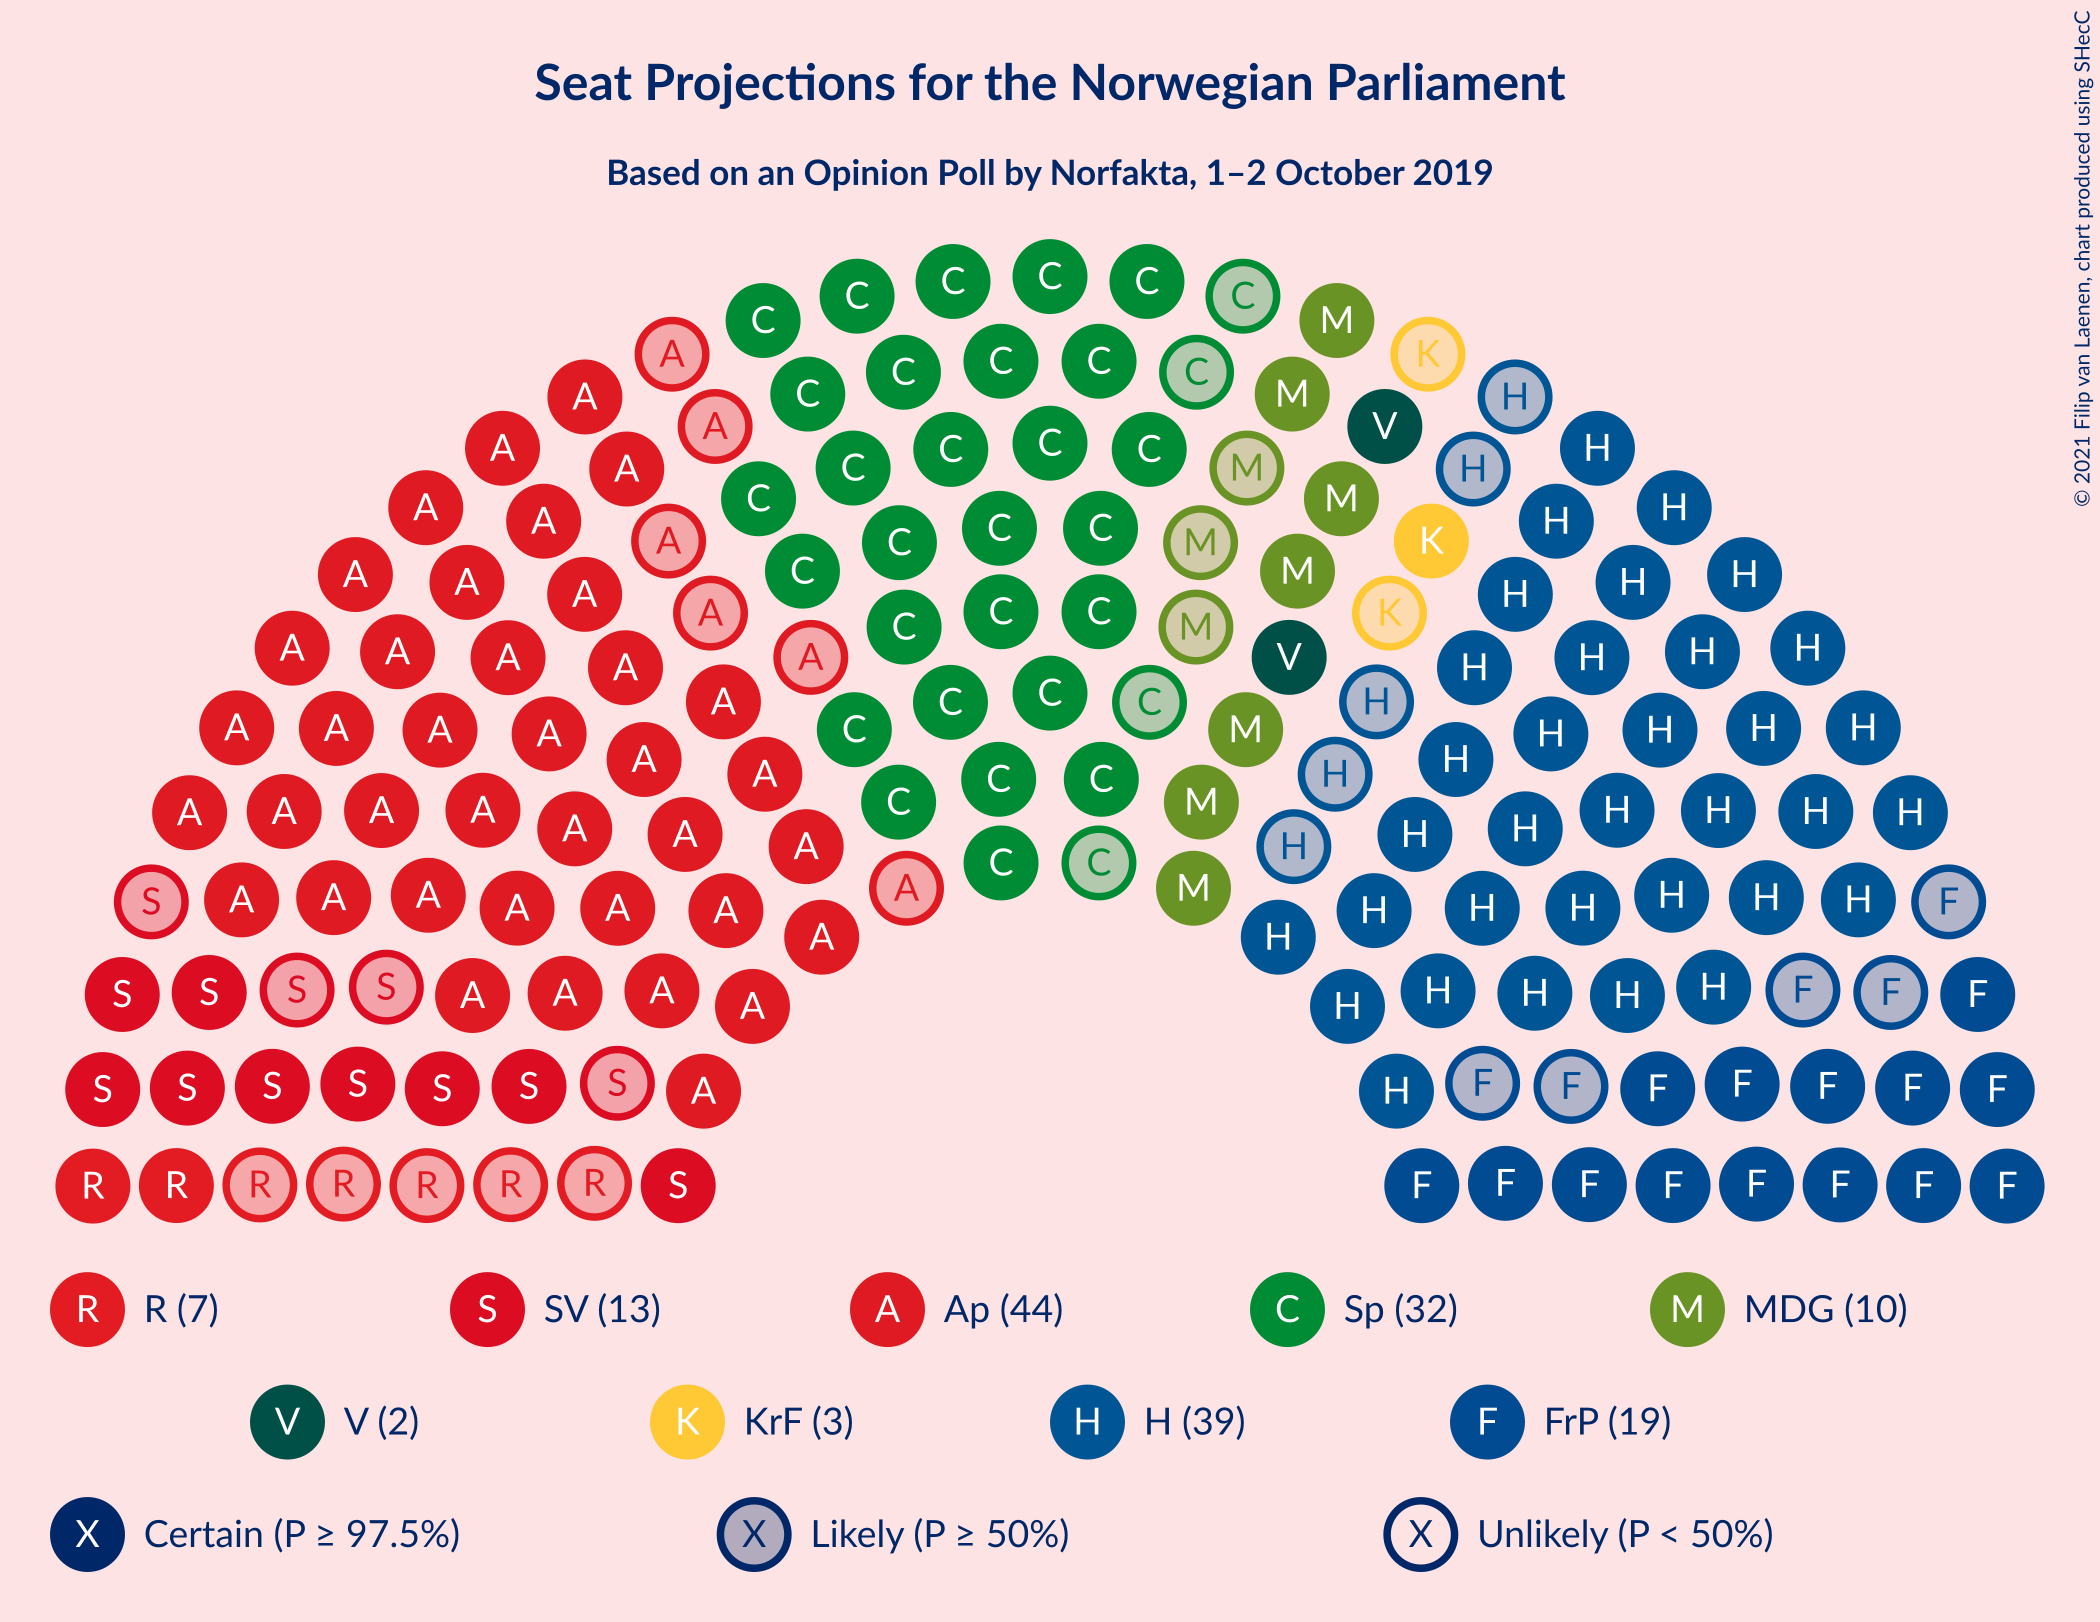 © 2021 Filip van Laenen, chart produced using SHecC
Seat Projections for the Norwegian Parliament
Based on an Opinion Poll by Norfakta, 1–2 October 2019
C C C C C
C M
A C C C C K
A C M H
A V
A C C C H
A C M H
A C M H
A A C C C M K H
A A C M H H
A A C C C M K H
A A A A A V H H H H
A C C C H
A A A A C M H H H H
A A C C H H
A A A A A A C M H H H H H H
A C C H
S A A A A A A A M H H H H H H F
A H
S S S S A A A A H H H H H F F F
S S S S S S S A H F F F F F F F
R R R R R R R S F F F F F F F F
R R (7) S SV (13) A Ap (44) C Sp (32) M MDG (10)
V V (2) K KrF (3) H H (39) F FrP (19)
X Certain (P ≥ 97.5%) X Likely (P ≥ 50%) X Unlikely (P < 50%)